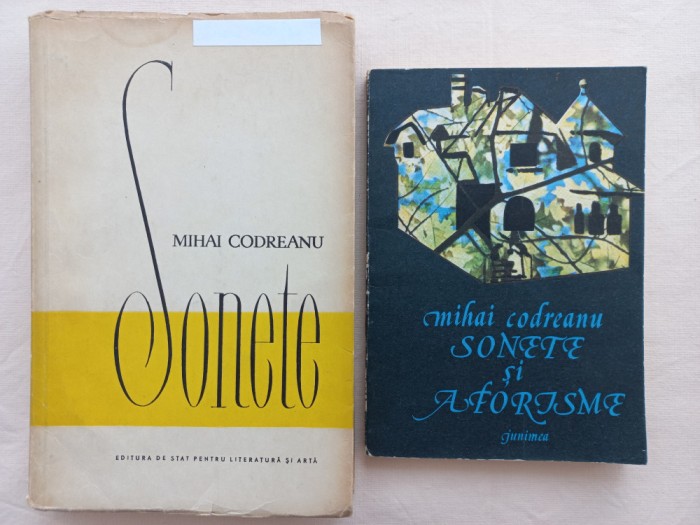 MIHAI CODREANU
Sonete
EDITURA DE STAT PENTRU LITERATURĂ ȘI ARTĂ
mihai codreanu
SONETE
și
AFORISME
junimea